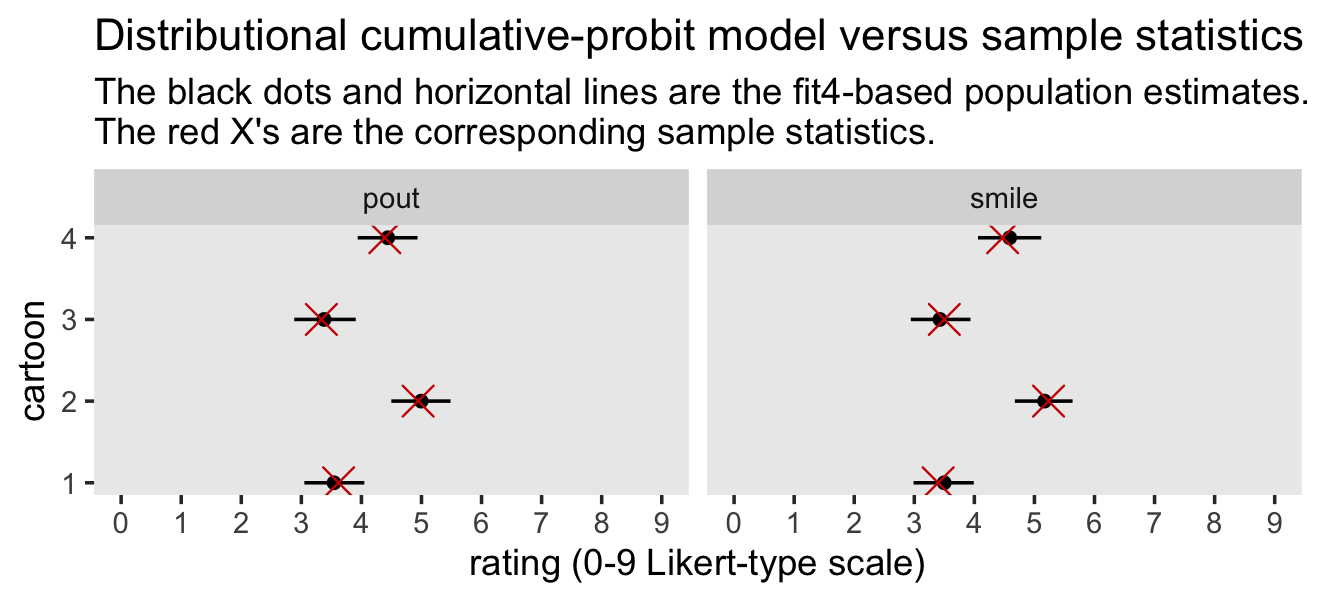 Distributional cumulative-probit model versus sample statistics
The black dots and horizontal lines are the fit4-based population estimates.
The red X's are the corresponding sample statistics.
pout
smile
4
3
2
1
cartoon
0 1 2 3 4 5 6 7 8 9
0 1 2 3 4 5 6 7 8 9
rating (0-9 Likert-type scale)